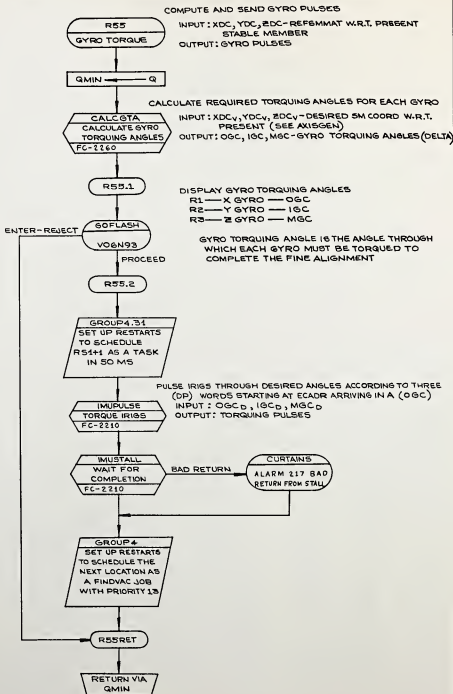 COMPUTE AND SEND GYRO PULSES
R55
GYRO TORQUE
INPUT: XDC, YDC, ZDC-REFSMMAT W.R.T. PRESENT
STABLE MEMBER
OUTPUT: GYRO PULSES
QMIN Q
CALCULATE REQUIRED TORQUING ANGLES FOR EACH GYRO
CALCGTA
CALCULATE GYRO
TORQUING ANGLES
FC-2260
INPUT: XDCV, YDCV, ZDCV-DESIRED SM COORD W.R.T.
PRESENT (SEE AXISGEN)
OUTPUT: OGC, IGC, MGC-GYRO TORQUING ANGLES (DELTA)
R55.1
DISPLAY GYRO TORQUING ANGLES
R1 — X GYRO — OGC
R2 — Y GYRO — IGC
R3 — Z GYRO — MGC
ENTER-REJECT
GOFLASH
V06N93
GYRO TORQUING ANGLE IS THE ANGLE THROUGH
WHICH EACH GYRO MUST BE TORQUED TO
COMPLETE THE FINE ALIGNMENT
PROCEED
R55.2
GROUP4.31
SET UP RESTARTS
TO SCHEDULE
R51+1 AS A TASK
IN 50 MS
PULSE IRIGS THROUGH DESIRED ANGLES ACCORDING TO THREE
(DP) WORDS STARTING AT ECADR ARRIVING IN A (OGC)
IMUPULSE
TORQUE IRIGS
FC-2210
INPUT: OGCD, IGCD, MGCD
OUTPUT: TORQUING PULSES
IMUSTALL
WAIT FOR
COMPLETION
FC-2210
BAD RETURN
CURTAINS
ALARM 217 BAD
RETURN FROM STALL
GROUP4
SET UP RESTARTS
TO SCHEDULE THE
NEXT LOCATION AS
A FINDVAC JOB
WITH PRIORITY 13
R55RET
RETURN VIA
QMIN